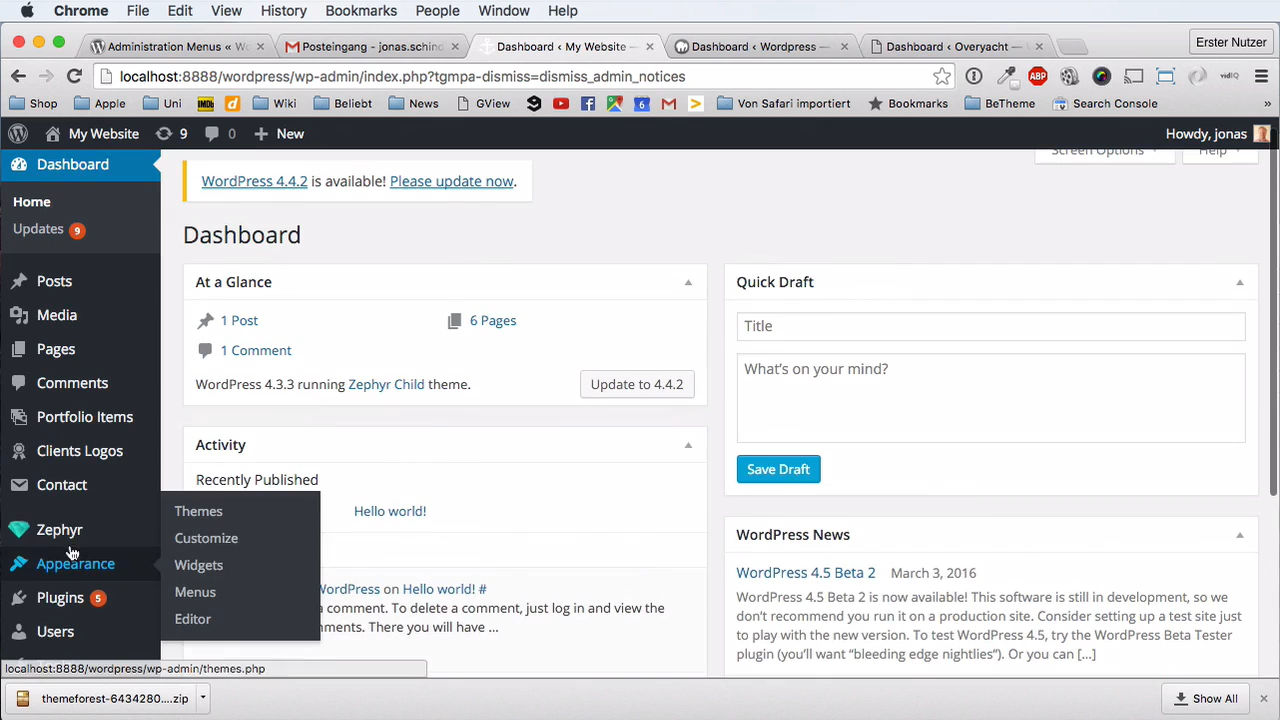 Chrome File Edit View History Bookmarks People Window Help
Administration Menus « W
Posteingang - jonas.schind
Dashboard ‹ My Website —
Dashboard ‹ Wordpress —
Dashboard ‹ Overyacht — 
Erster Nutzer
localhost:8888/wordpress/wp-admin/index.php?tgmpa-dismiss=dismiss_admin_notices
ABP
vidIQ
Shop Apple Uni IMDb d Wiki Beliebt News GView 9 6 Von Safari importiert Bookmarks BeTheme Search Console »
My Website 9 0 + New Howdy, jonas
Dashboard
Home
Updates 9
Posts
Media
Pages
Comments
Portfolio Items
Clients Logos
Contact
Zephyr
Appearance
Plugins 5
Users
Themes
Customize
Widgets
Menus
Editor
Screen Options
Help
WordPress 4.4.2 is available! Please update now.
Dashboard
At a Glance
1 Post
6 Pages
1 Comment
WordPress 4.3.3 running Zephyr Child theme.
Update to 4.4.2
Activity
Recently Published
Hello world!
WordPress on Hello world! #
a comment. To delete a comment, just log in and view the
comments. There you will have ...
Quick Draft
Title
What's on your mind?
Save Draft
WordPress News
WordPress 4.5 Beta 2 March 3, 2016
WordPress 4.5 Beta 2 is now available! This software is still in development, so we
don't recommend you run it on a production site. Consider setting up a test site just
to play with the new version. To test WordPress 4.5, try the WordPress Beta Tester
plugin (you'll want “bleeding edge nightlies”). Or you can [...]
localhost:8888/wordpress/wp-admin/themes.php
themeforest-6434280....zip
Show All